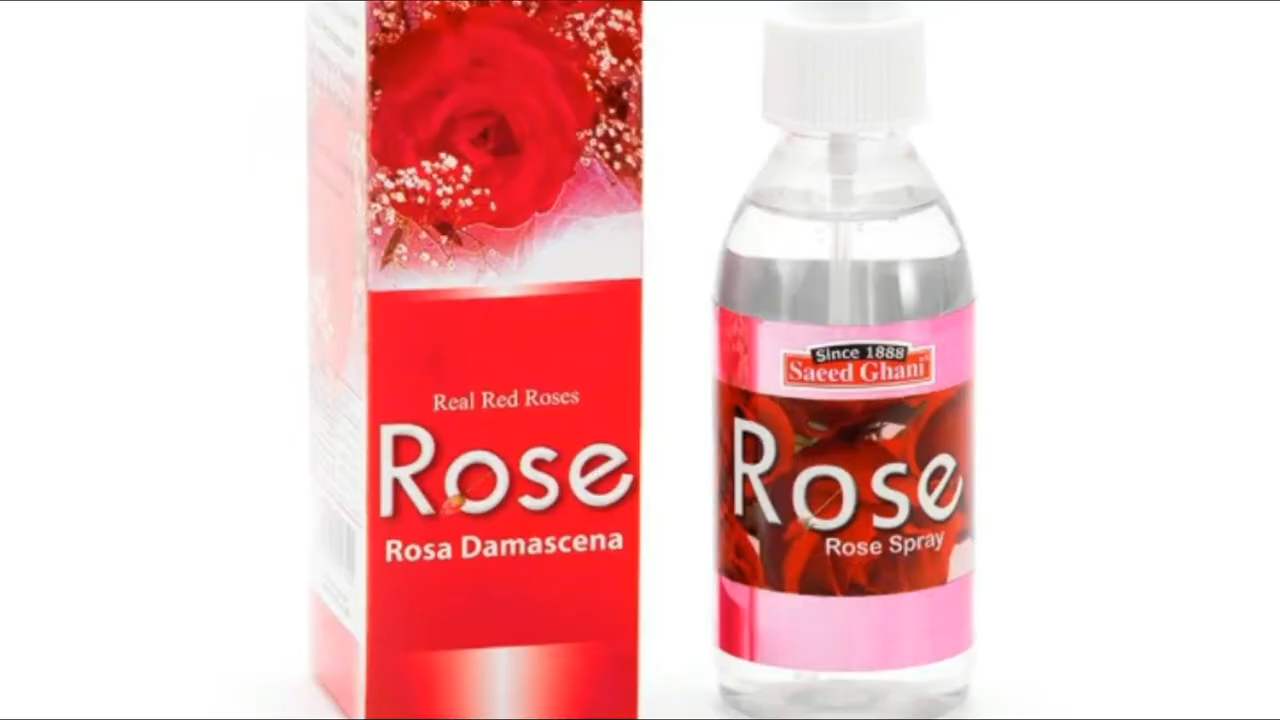 Real Red Roses
Rose
Rosa Damascena
Since 1888
Saeed Ghani
Rose
Rose Spray